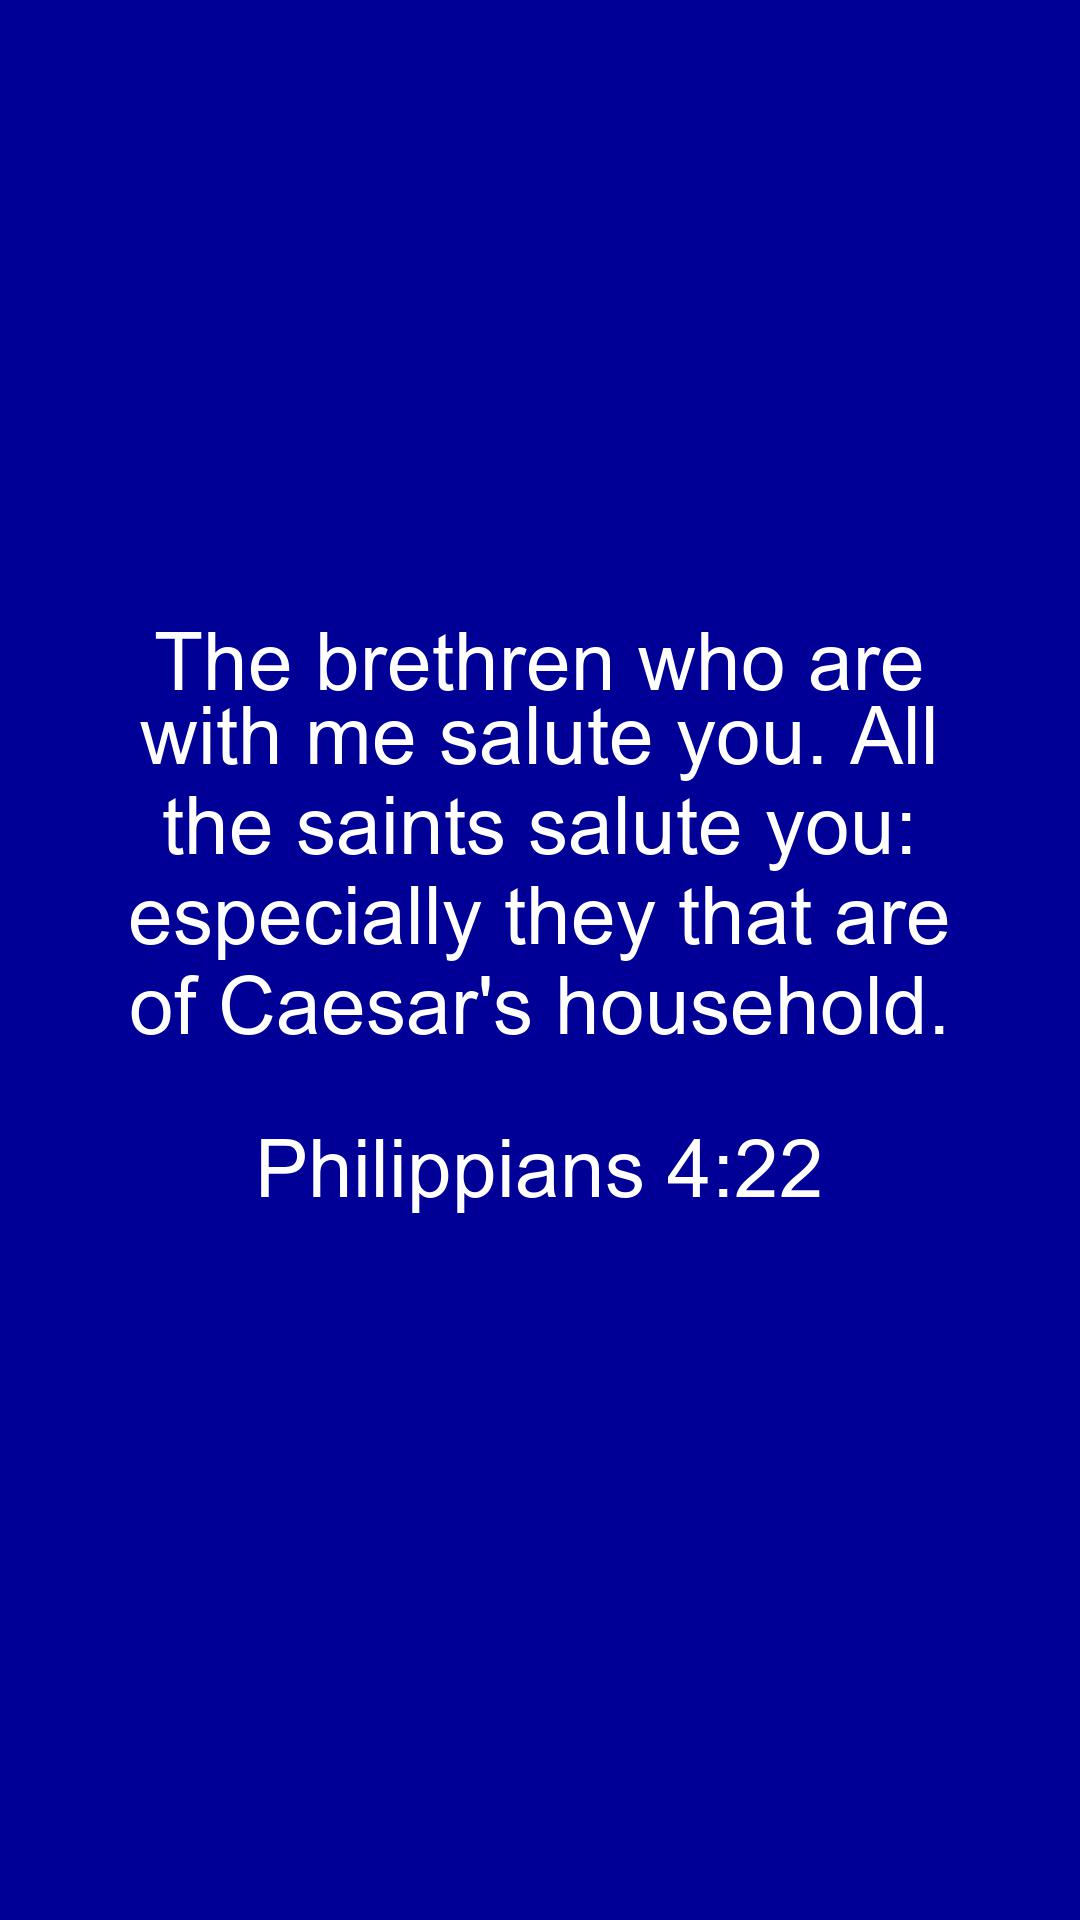 The brethren who are
with me salute you. All
the saints salute you:
especially they that are
of Caesar's household.
Philippians 4:22